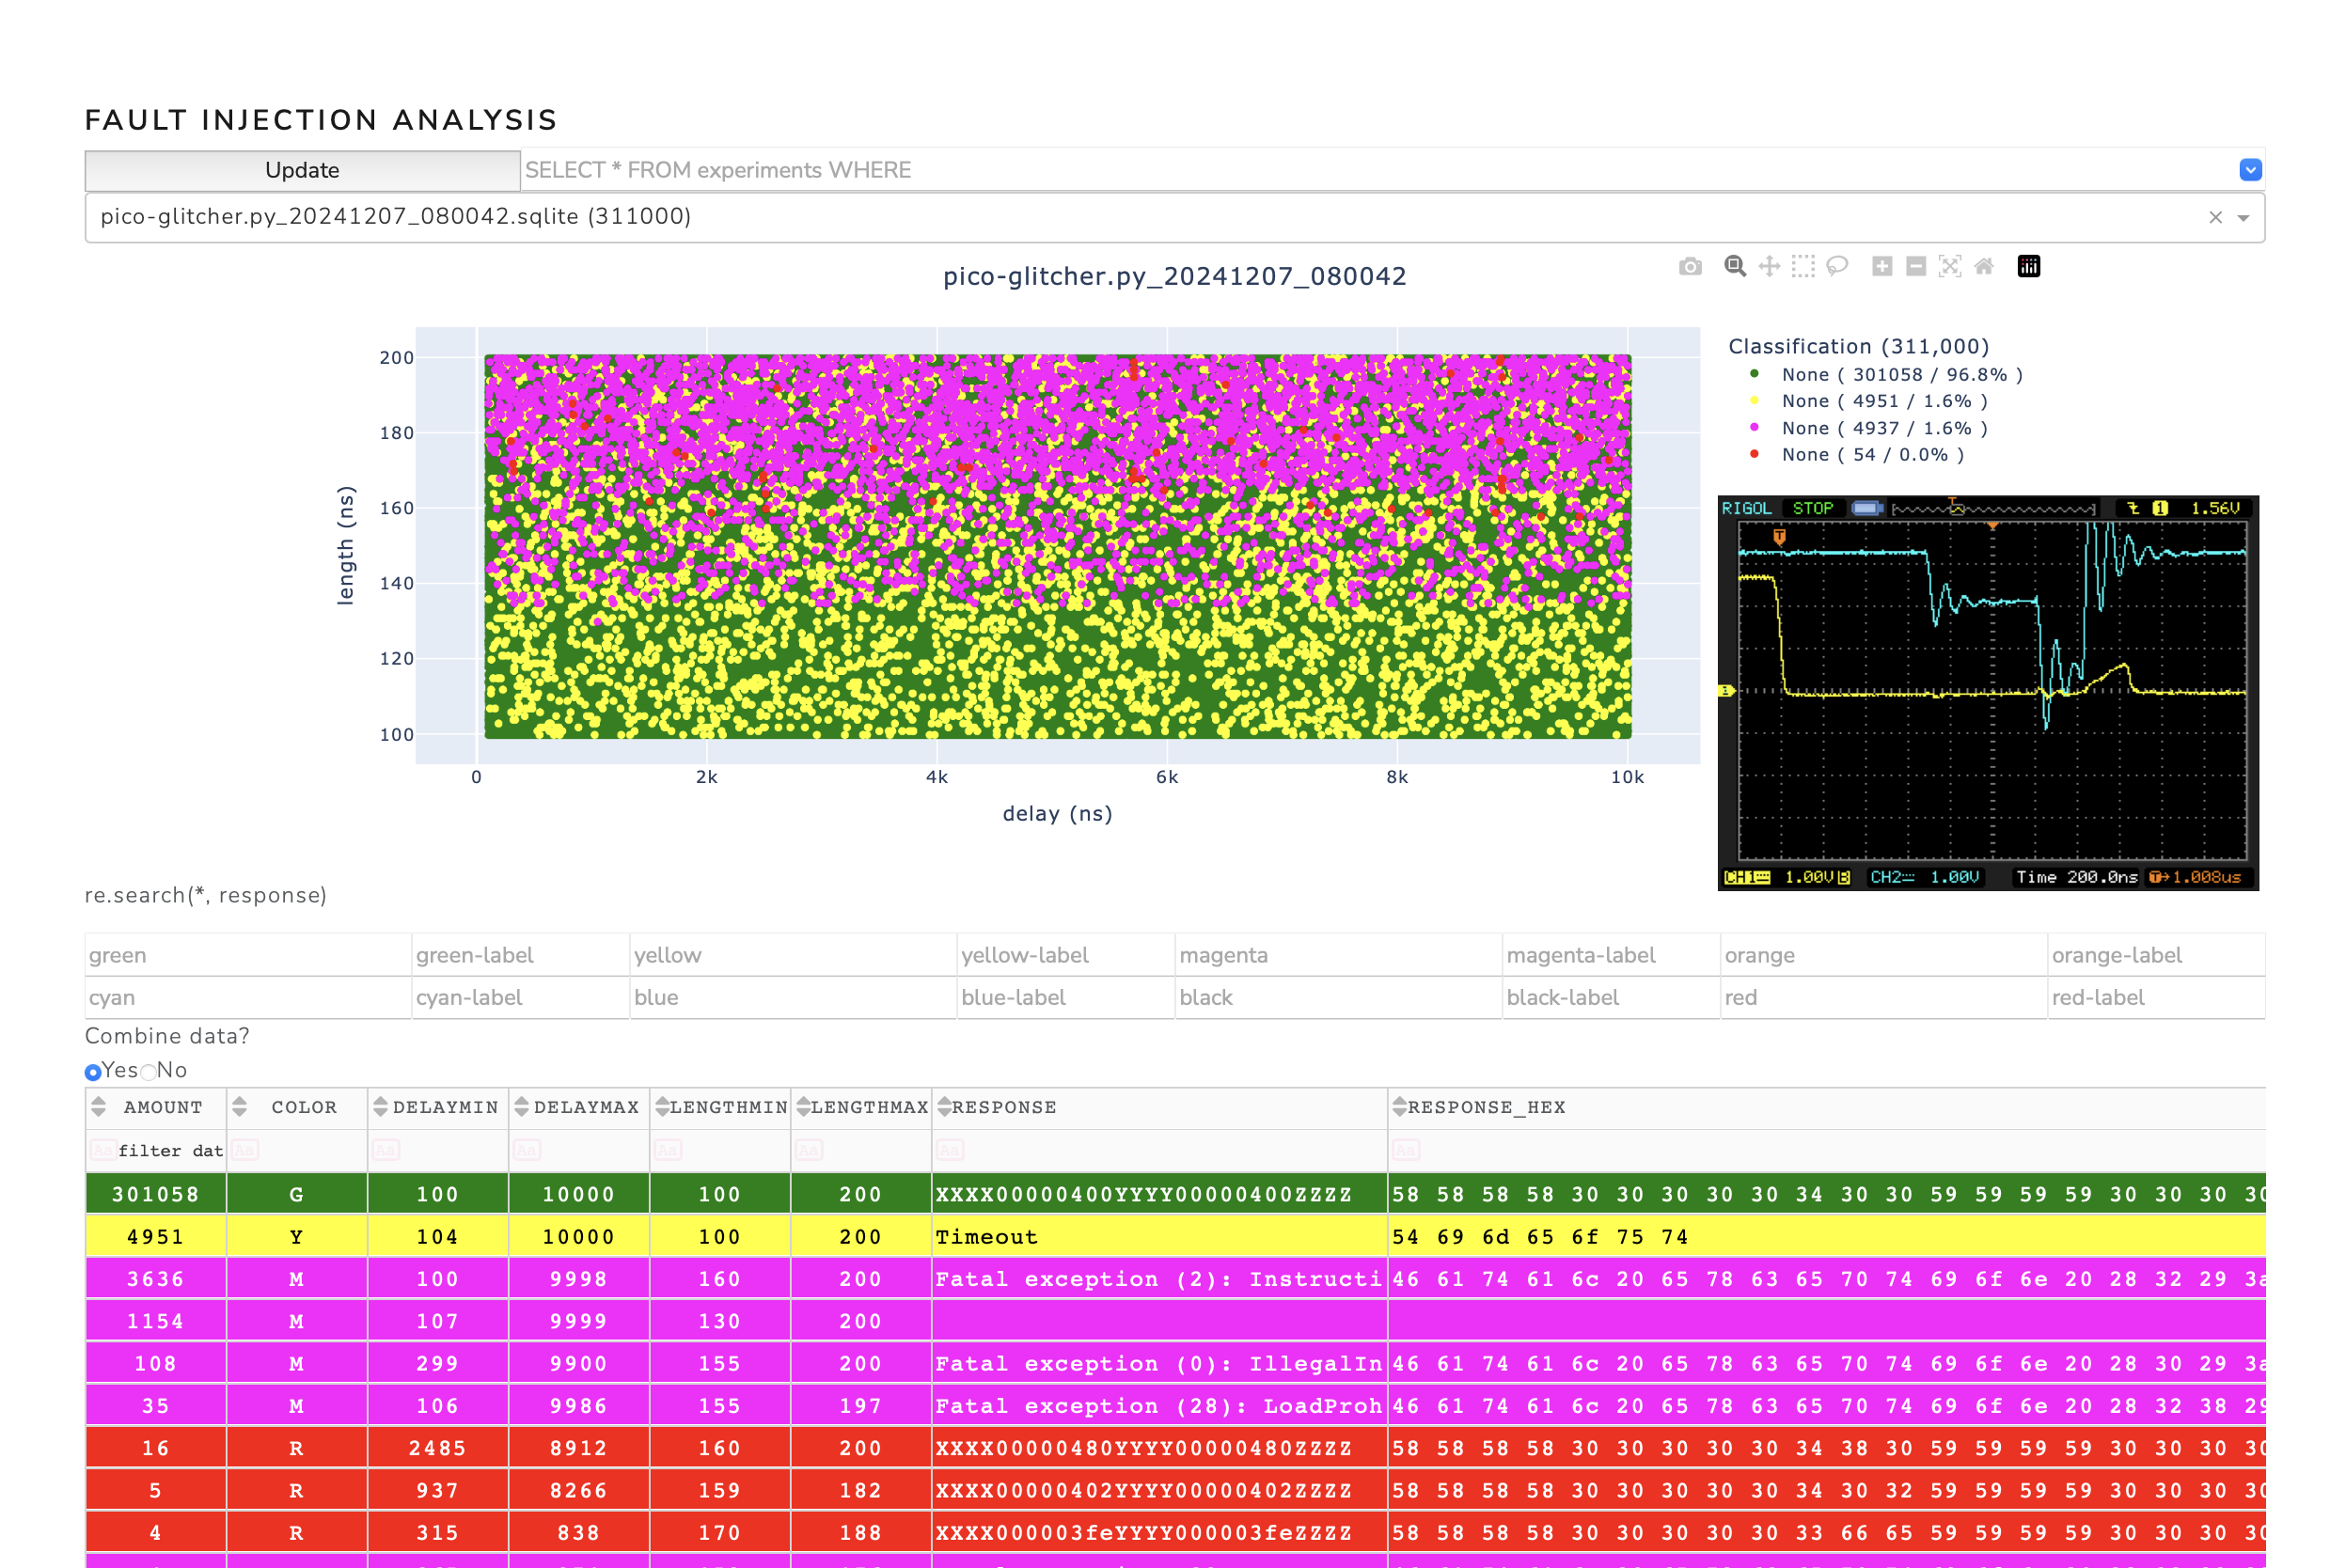 FAULT INJECTION ANALYSIS
Update SELECT * FROM experiments WHERE
pico-glitcher.py_20241207_080042.sqlite (311000)
pico-glitcher.py_20241207_080042
Classification (311,000)
None ( 301058 / 96.8% )
None ( 4951 / 1.6% )
None ( 4937 / 1.6% )
None ( 54 / 0.0% )
200
180
160
140
120
100
length (ns)
0 2k 4k 6k 8k 10k
delay (ns)
RIGOL STOP T 1 1.56V
T
1
CH1 1.00V B CH2 1.00V Time 200.0ns T→1.008us
re.search(*, response)
green green-label yellow yellow-label magenta magenta-label orange orange-label
cyan cyan-label blue blue-label black black-label red red-label
Combine data?
Yes No
AMOUNT COLOR DELAYMIN DELAYMAX LENGTHMIN LENGTHMAX RESPONSE RESPONSE_HEX
Aa filter dat Aa Aa Aa Aa Aa Aa Aa
301058 G 100 10000 100 200 XXXX00000400YYYY00000400ZZZZ 58 58 58 58 30 30 30 30 30 34 30 30 59 59 59 59 30 30 30 30
4951 Y 104 10000 100 200 Timeout 54 69 6d 65 6f 75 74
3636 M 100 9998 160 200 Fatal exception (2): Instructi 46 61 74 61 6c 20 65 78 63 65 70 74 69 6f 6e 20 28 32 29 3a
1154 M 107 9999 130 200
108 M 299 9900 155 200 Fatal exception (0): IllegalIn 46 61 74 61 6c 20 65 78 63 65 70 74 69 6f 6e 20 28 30 29 3a
35 M 106 9986 155 197 Fatal exception (28): LoadProh 46 61 74 61 6c 20 65 78 63 65 70 74 69 6f 6e 20 28 32 38 29
16 R 2485 8912 160 200 XXXX00000480YYYY00000480ZZZZ 58 58 58 58 30 30 30 30 30 34 38 30 59 59 59 59 30 30 30 30
5 R 937 8266 159 182 XXXX00000402YYYY00000402ZZZZ 58 58 58 58 30 30 30 30 30 34 30 32 59 59 59 59 30 30 30 30
4 R 315 838 170 188 XXXX000003feYYYY000003feZZZZ 58 58 58 58 30 30 30 30 30 33 66 65 59 59 59 59 30 30 30 30